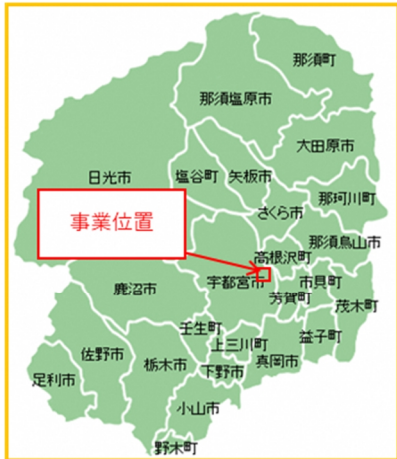 那須町
那須塩原市
大田原市
日光市
塩谷町
矢板市
那珂川町
さくら市
事業位置
那須烏山市
高根沢町
宇都宮市
市貝町
鹿沼市
芳賀町
茂木町
壬生町
上三川町
益子町
佐野市
栃木市
下野市
真岡市
足利市
小山市
野木町